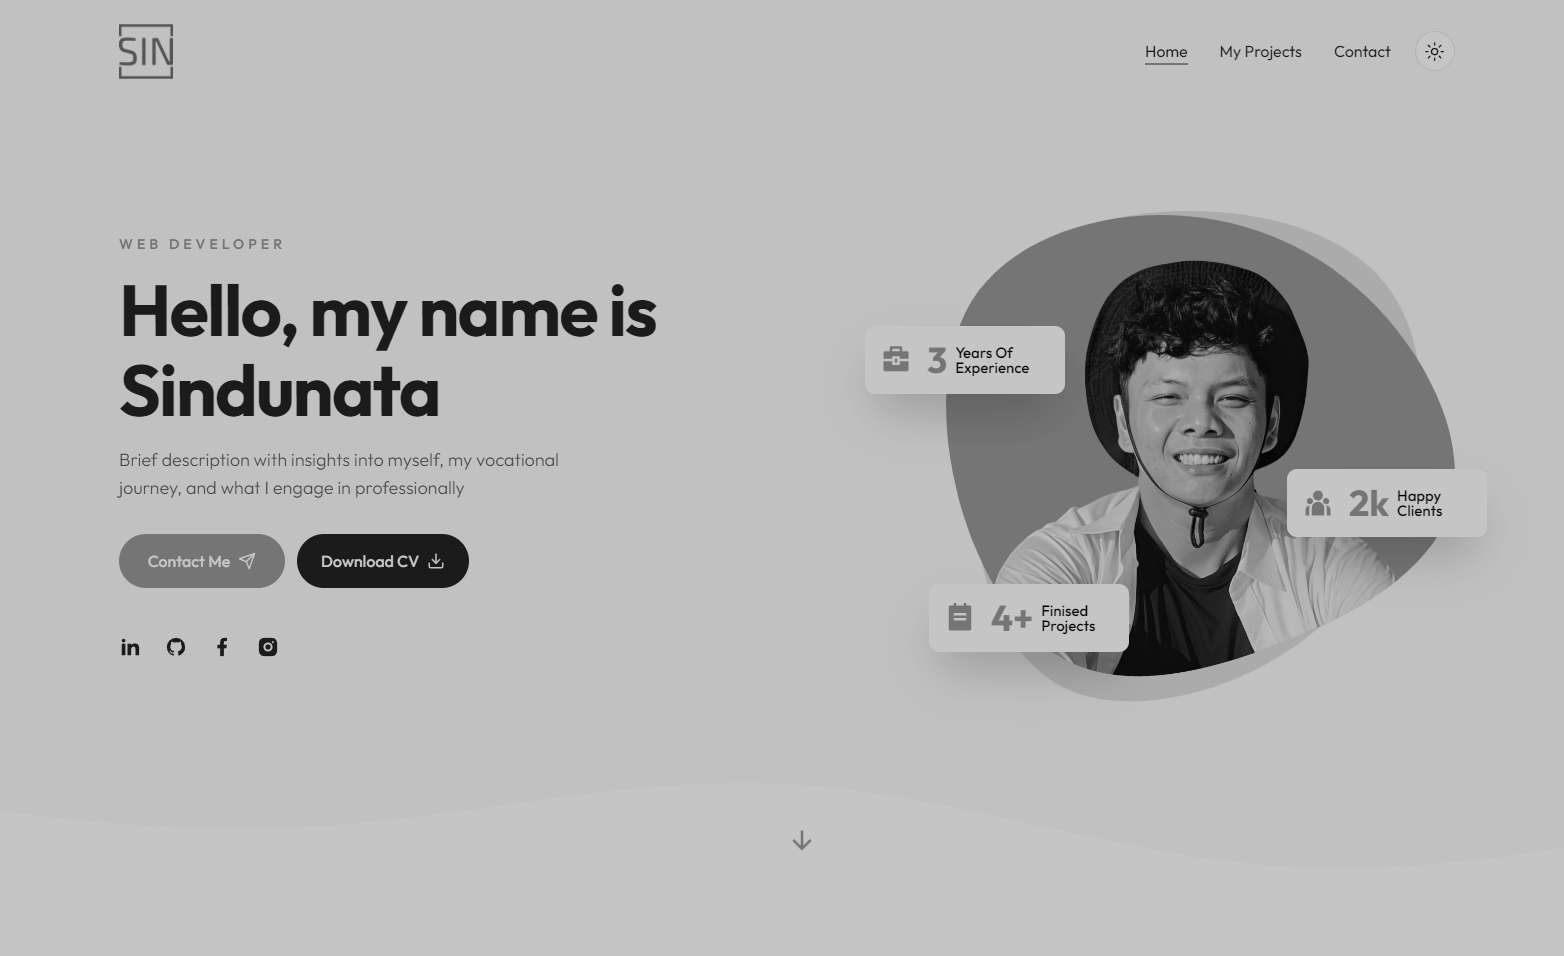 SIN
Home
My Projects
Contact
WEB DEVELOPER
Hello, my name is
Sindunata
Brief description with insights into myself, my vocational
journey, and what I engage in professionally
Contact Me
Download CV
3 Years Of
Experience
2k Happy
Clients
4+ Finised
Projects